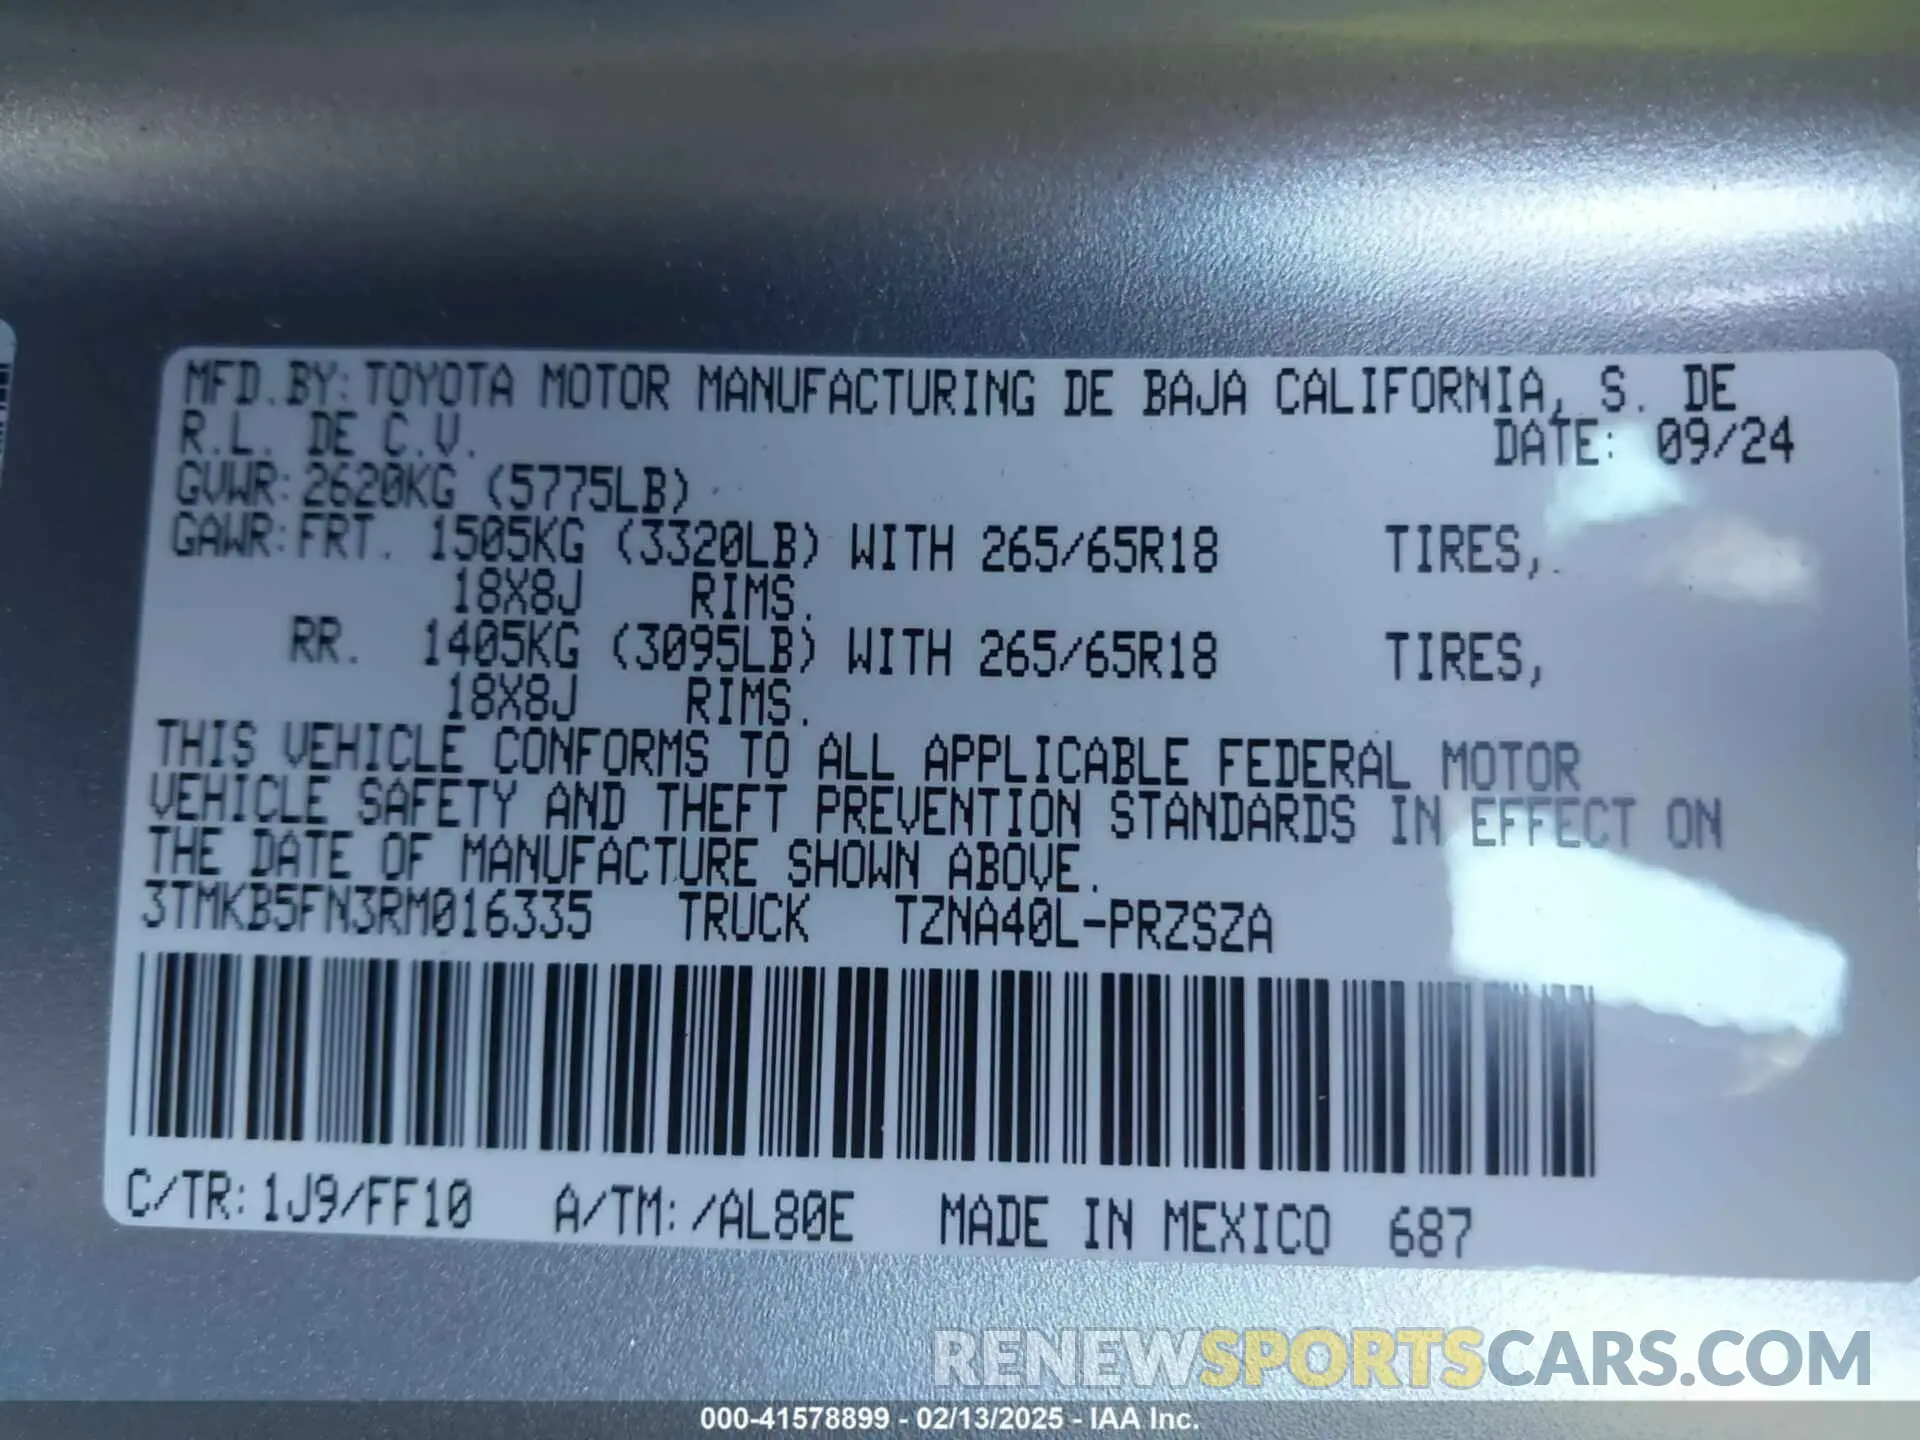 MFD.BY: TOYOTA MOTOR MANUFACTURING DE BAJA CALIFORNIA, S. DE
R.L. DE C.V. DATE: 09/24
GVWR: 2620KG (5775LB)
GAWR: FRT. 1505KG (3320LB) WITH 265/65R18 TIRES,
18X8J RIMS.
RR. 1405KG (3095LB) WITH 265/65R18 TIRES,
18X8J RIMS.
THIS VEHICLE CONFORMS TO ALL APPLICABLE FEDERAL MOTOR
VEHICLE SAFETY AND THEFT PREVENTION STANDARDS IN EFFECT ON
THE DATE OF MANUFACTURE SHOWN ABOVE.
3TMKB5FN3RM016335 TRUCK TZNA40L-PRZSZA
C/TR: 1J9/FF10 A/TM: /AL80E MADE IN MEXICO 687
RENEWSPORTSCARS.COM
000-41578899 - 02/13/2025 - IAA Inc.